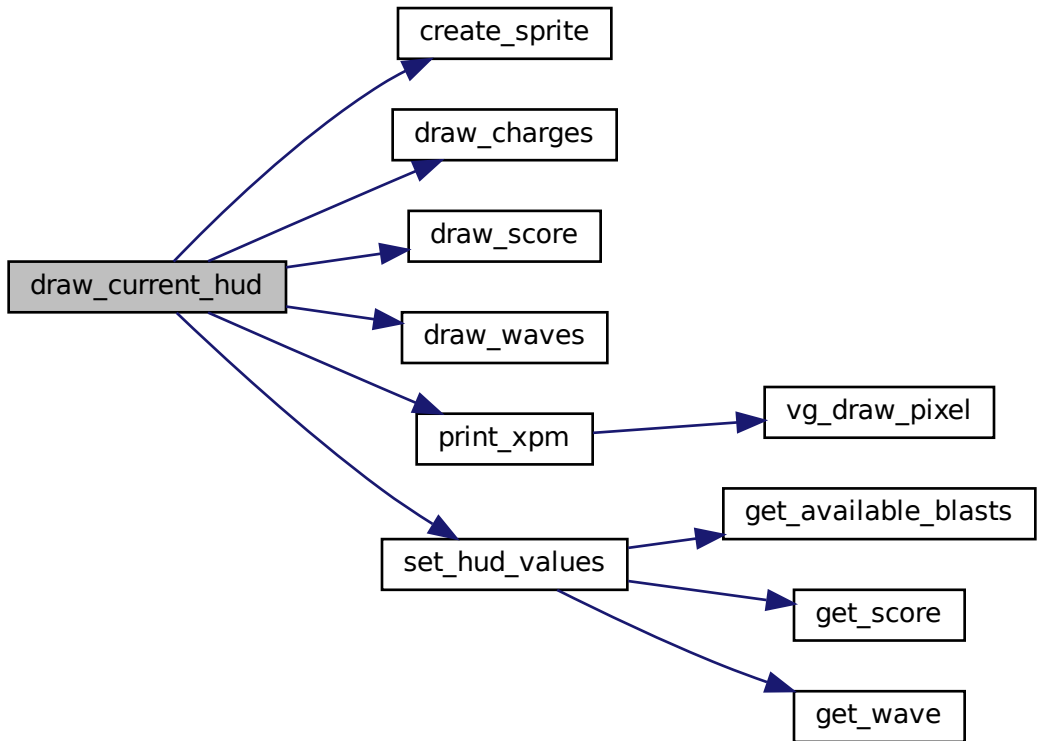 create_sprite
draw_charges
draw_score
draw_current_hud
draw_waves
print_xpm
vg_draw_pixel
get_available_blasts
set_hud_values
get_score
get_wave